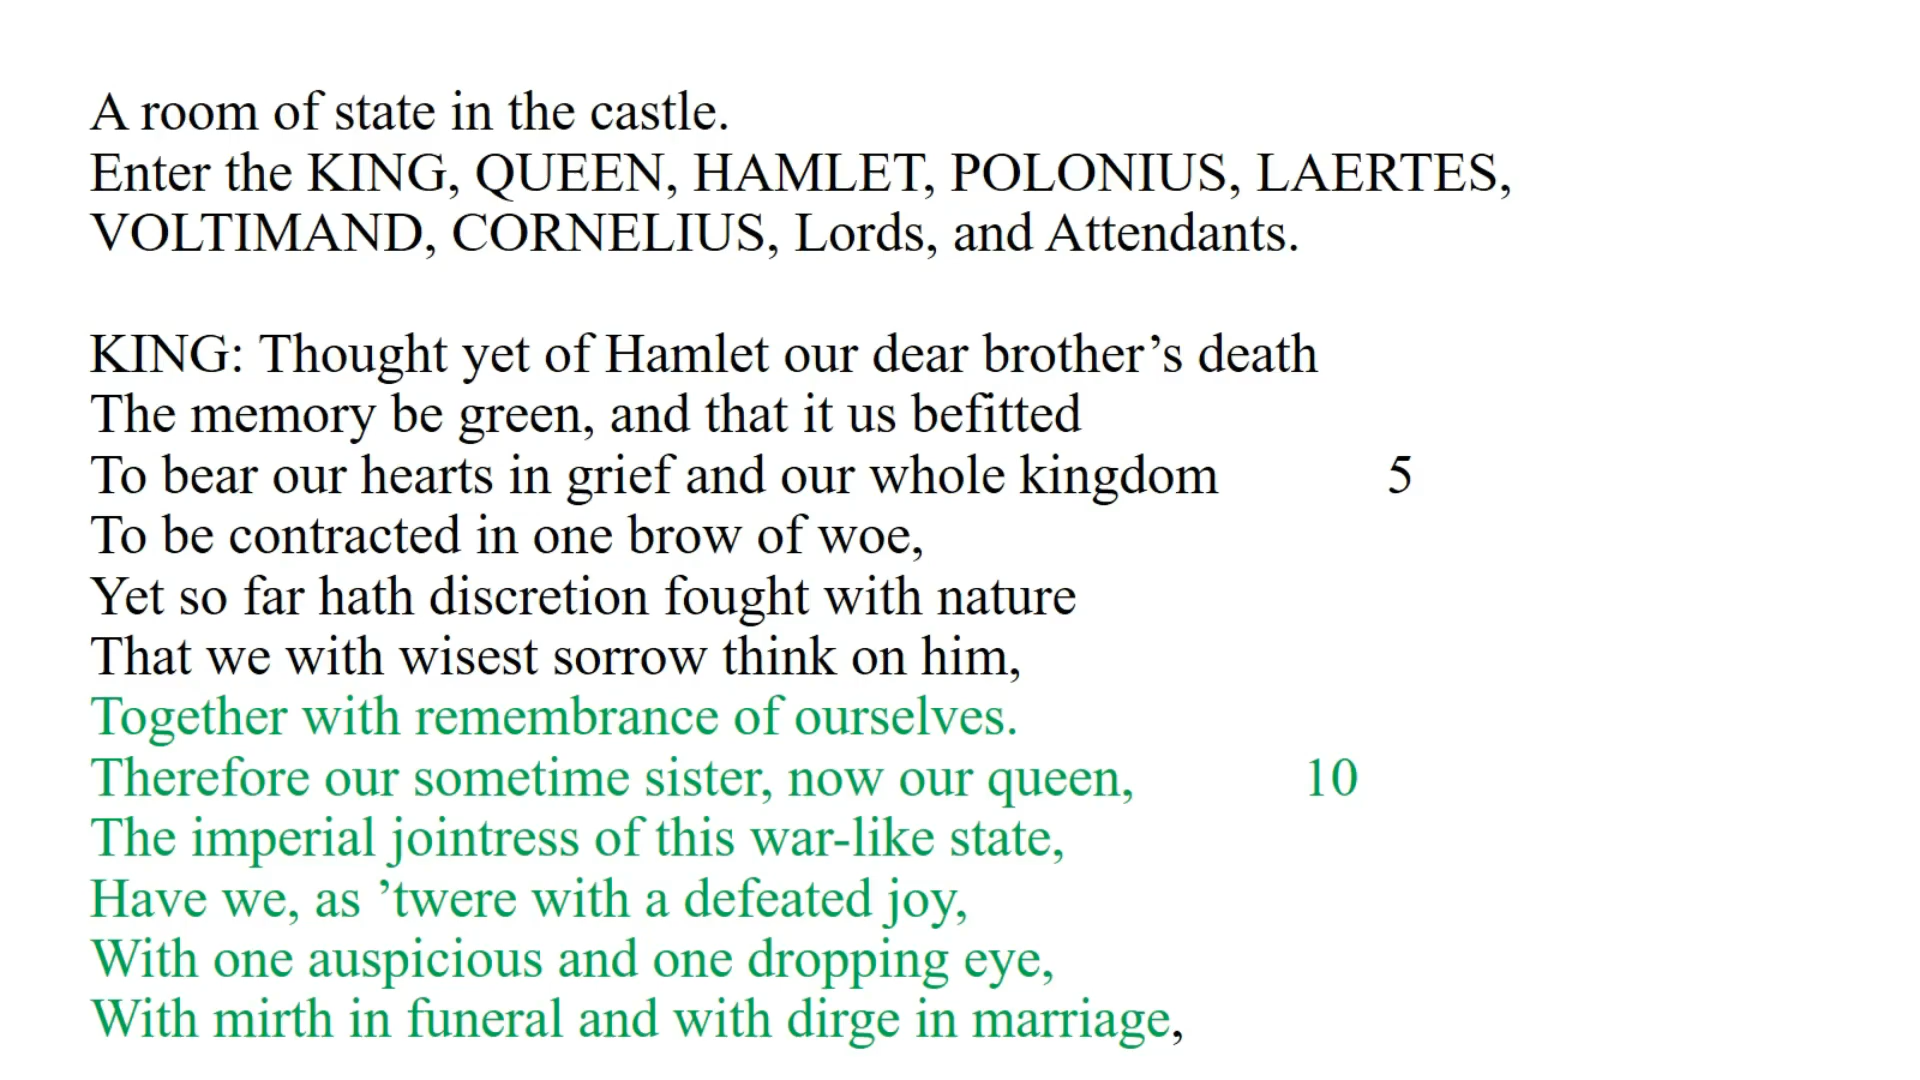 A room of state in the castle.
Enter the KING, QUEEN, HAMLET, POLONIUS, LAERTES,
VOLTIMAND, CORNELIUS, Lords, and Attendants.
KING: Thought yet of Hamlet our dear brother’s death
The memory be green, and that it us befitted
To bear our hearts in grief and our whole kingdom 5
To be contracted in one brow of woe,
Yet so far hath discretion fought with nature
That we with wisest sorrow think on him,
Together with remembrance of ourselves.
Therefore our sometime sister, now our queen, 10
The imperial jointress of this war-like state,
Have we, as ’twere with a defeated joy,
With one auspicious and one dropping eye,
With mirth in funeral and with dirge in marriage,